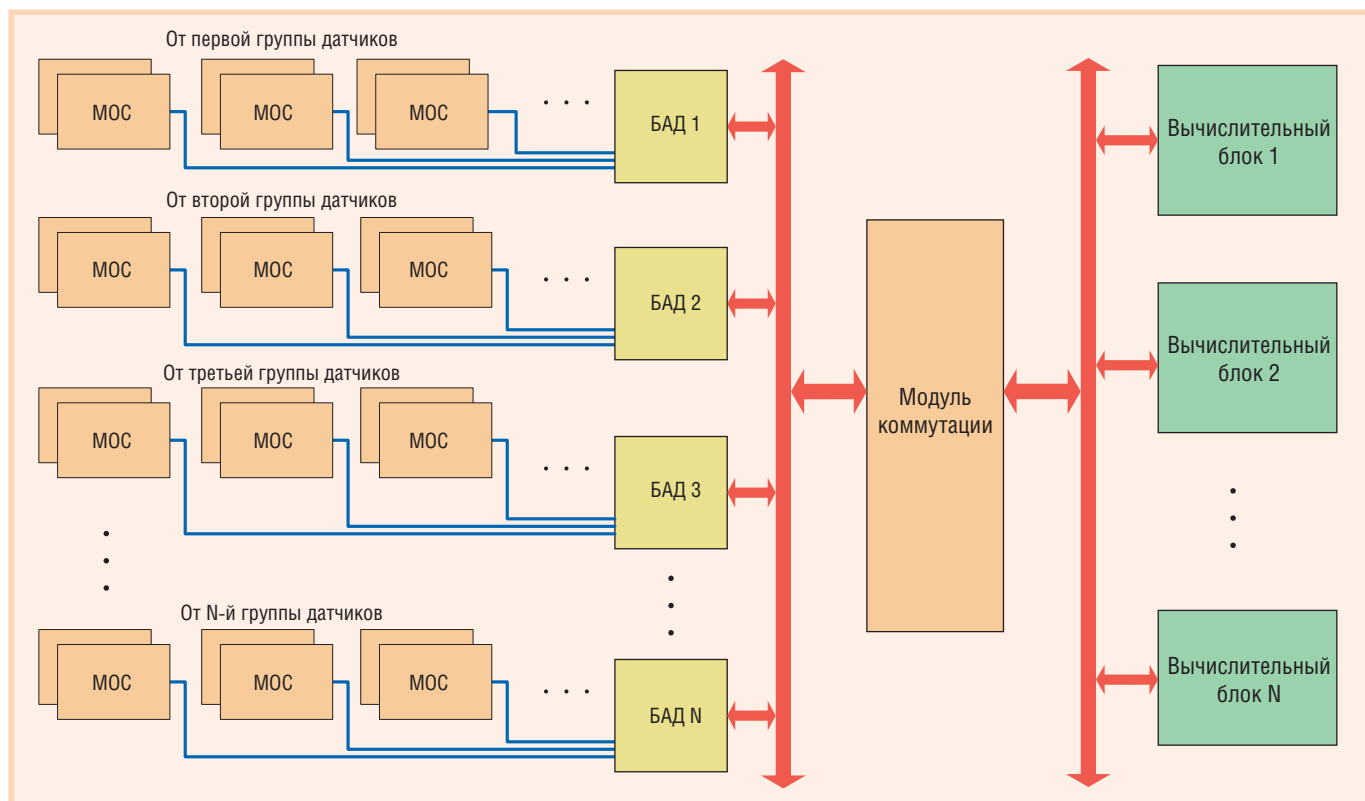 От первой группы датчиков
МОС
МОС
МОС
. . .
БАД 1
Вычислительный
блок 1
От второй группы датчиков
МОС
МОС
МОС
. . .
БАД 2
Вычислительный
блок 2
От третьей группы датчиков
МОС
МОС
МОС
. . .
БАД 3
Модуль
коммутации
От N-й группы датчиков
МОС
МОС
МОС
. . .
БАД N
Вычислительный
блок N